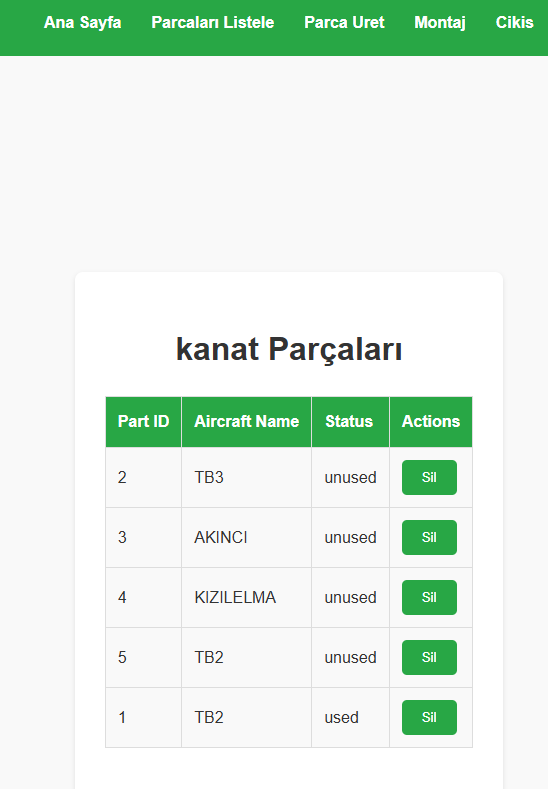 Ana Sayfa Parcaları Listele Parca Uret Montaj Cikis
kanat Parçaları
Part ID Aircraft Name Status Actions
2 TB3 unused Sil
3 AKINCI unused Sil
4 KIZILELMA unused Sil
5 TB2 unused Sil
1 TB2 used Sil